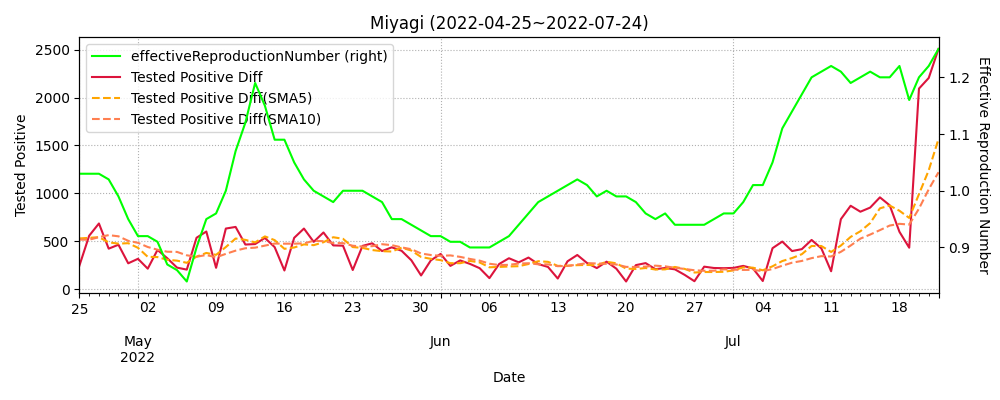 Miyagi (2022-04-25~2022-07-24)
effectiveReproductionNumber (right)
Tested Positive Diff
Tested Positive Diff(SMA5)
Tested Positive Diff(SMA10)
Tested Positive
2500
2000
1500
1000
500
0
Effective Reproduction Number
1.2
1.1
1.0
0.9
25 02 09 16 23 30 06 13 20 27 04 11 18
May Jun Jul
2022
Date